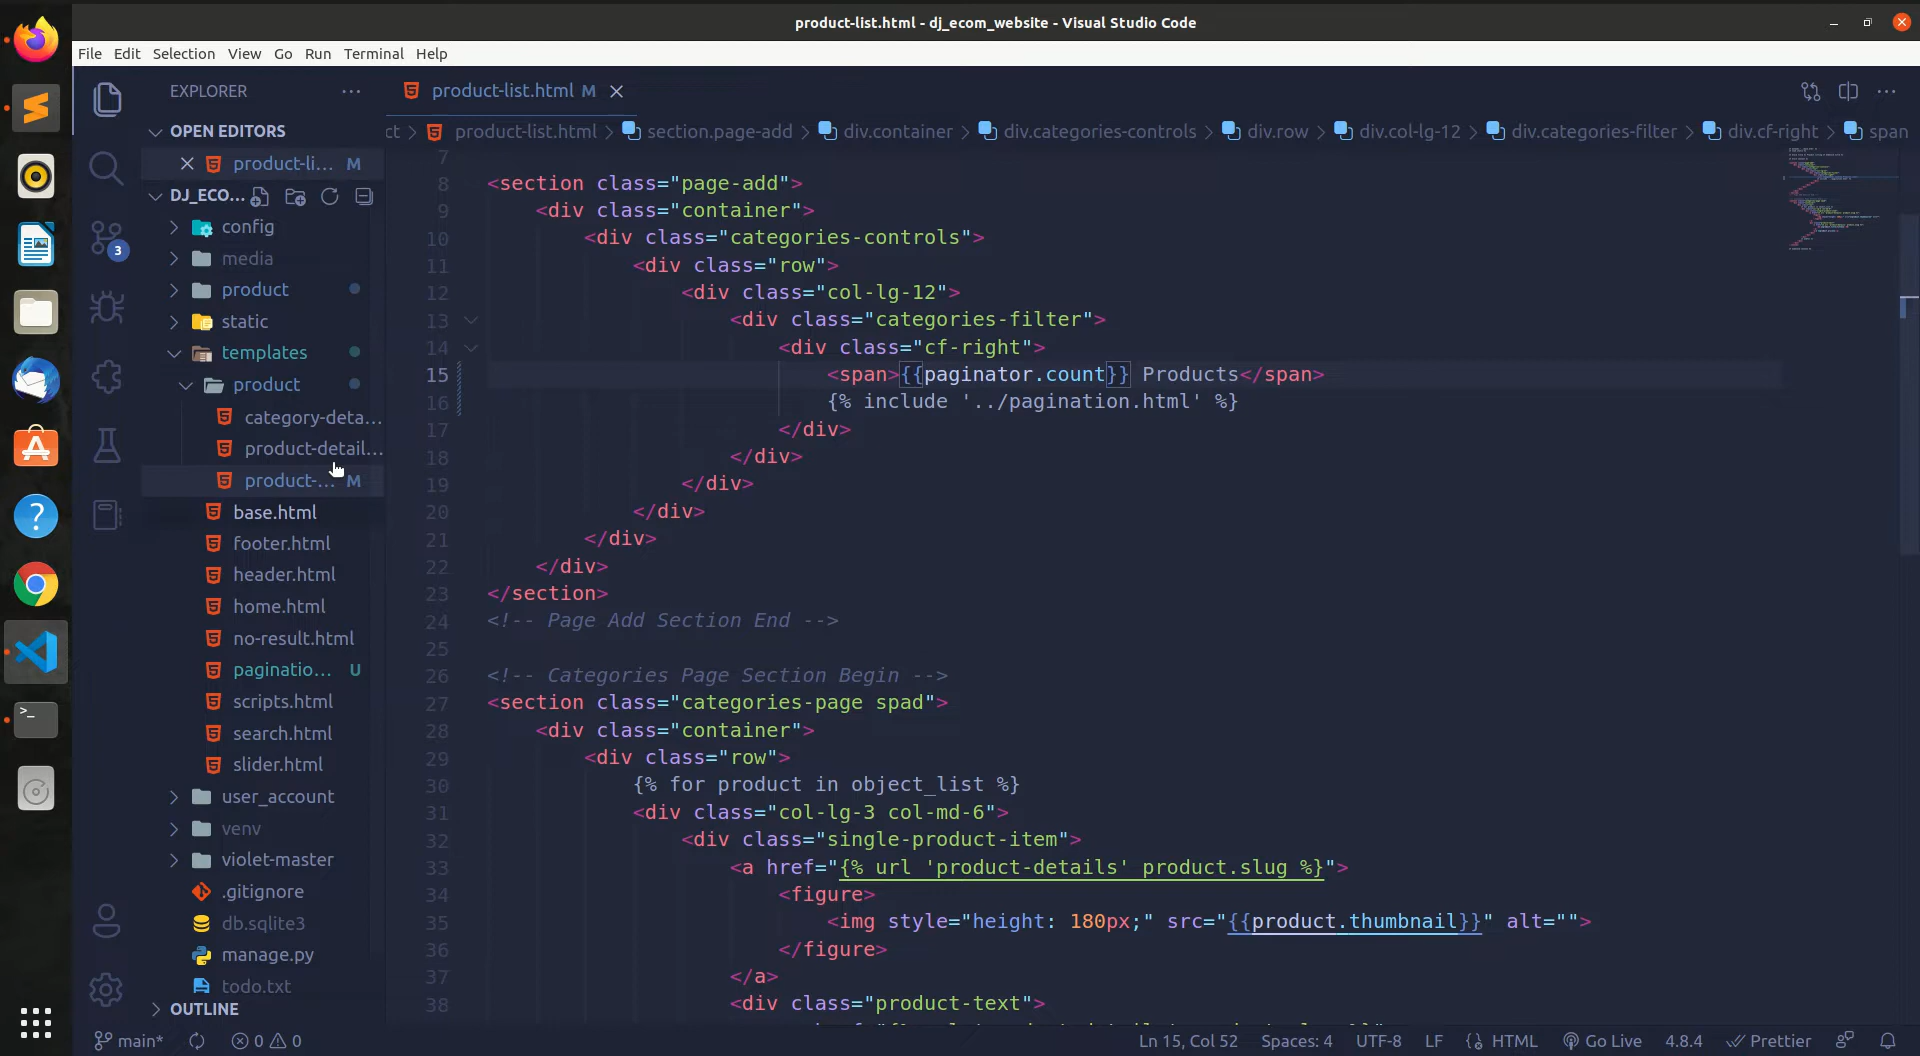 product-list.html - dj_ecom_website - Visual Studio Code
File Edit Selection View Go Run Terminal Help
EXPLORER
product-list.html M
OPEN EDITORS
ct > product-list.html > section.page-add > div.container > div.categories-controls > div.row > div.col-lg-12 > div.categories-filter > div.cf-right > span
product-li... M
DJ_ECO...
config
media
product
static
templates
product
category-deta...
product-detail...
product-... M
base.html
footer.html
header.html
home.html
no-result.html
paginatio... U
scripts.html
search.html
slider.html
user_account
venv
violet-master
.gitignore
db.sqlite3
manage.py
todo.txt
OUTLINE
3
7
8 <section class="page-add">
9 <div class="container">
10 <div class="categories-controls">
11 <div class="row">
12 <div class="col-lg-12">
13 <div class="categories-filter">
14 <div class="cf-right">
15 <span>{{paginator.count}} Products</span>
16 {% include '../pagination.html' %}
17 </div>
18 </div>
19 </div>
20 </div>
21 </div>
22 </div>
23 </section>
24 <!-- Page Add Section End -->
25
26 <!-- Categories Page Section Begin -->
27 <section class="categories-page spad">
28 <div class="container">
29 <div class="row">
30 {% for product in object_list %}
31 <div class="col-lg-3 col-md-6">
32 <div class="single-product-item">
33 <a href="{% url 'product-details' product.slug %}">
34 <figure>
35 <img style="height: 180px;" src="{{product.thumbnail}}" alt="">
36 </figure>
37 </a>
38 <div class="product-text">
main* 0 0 Ln 15, Col 52 Spaces: 4 UTF-8 LF HTML Go Live 4.8.4 Prettier